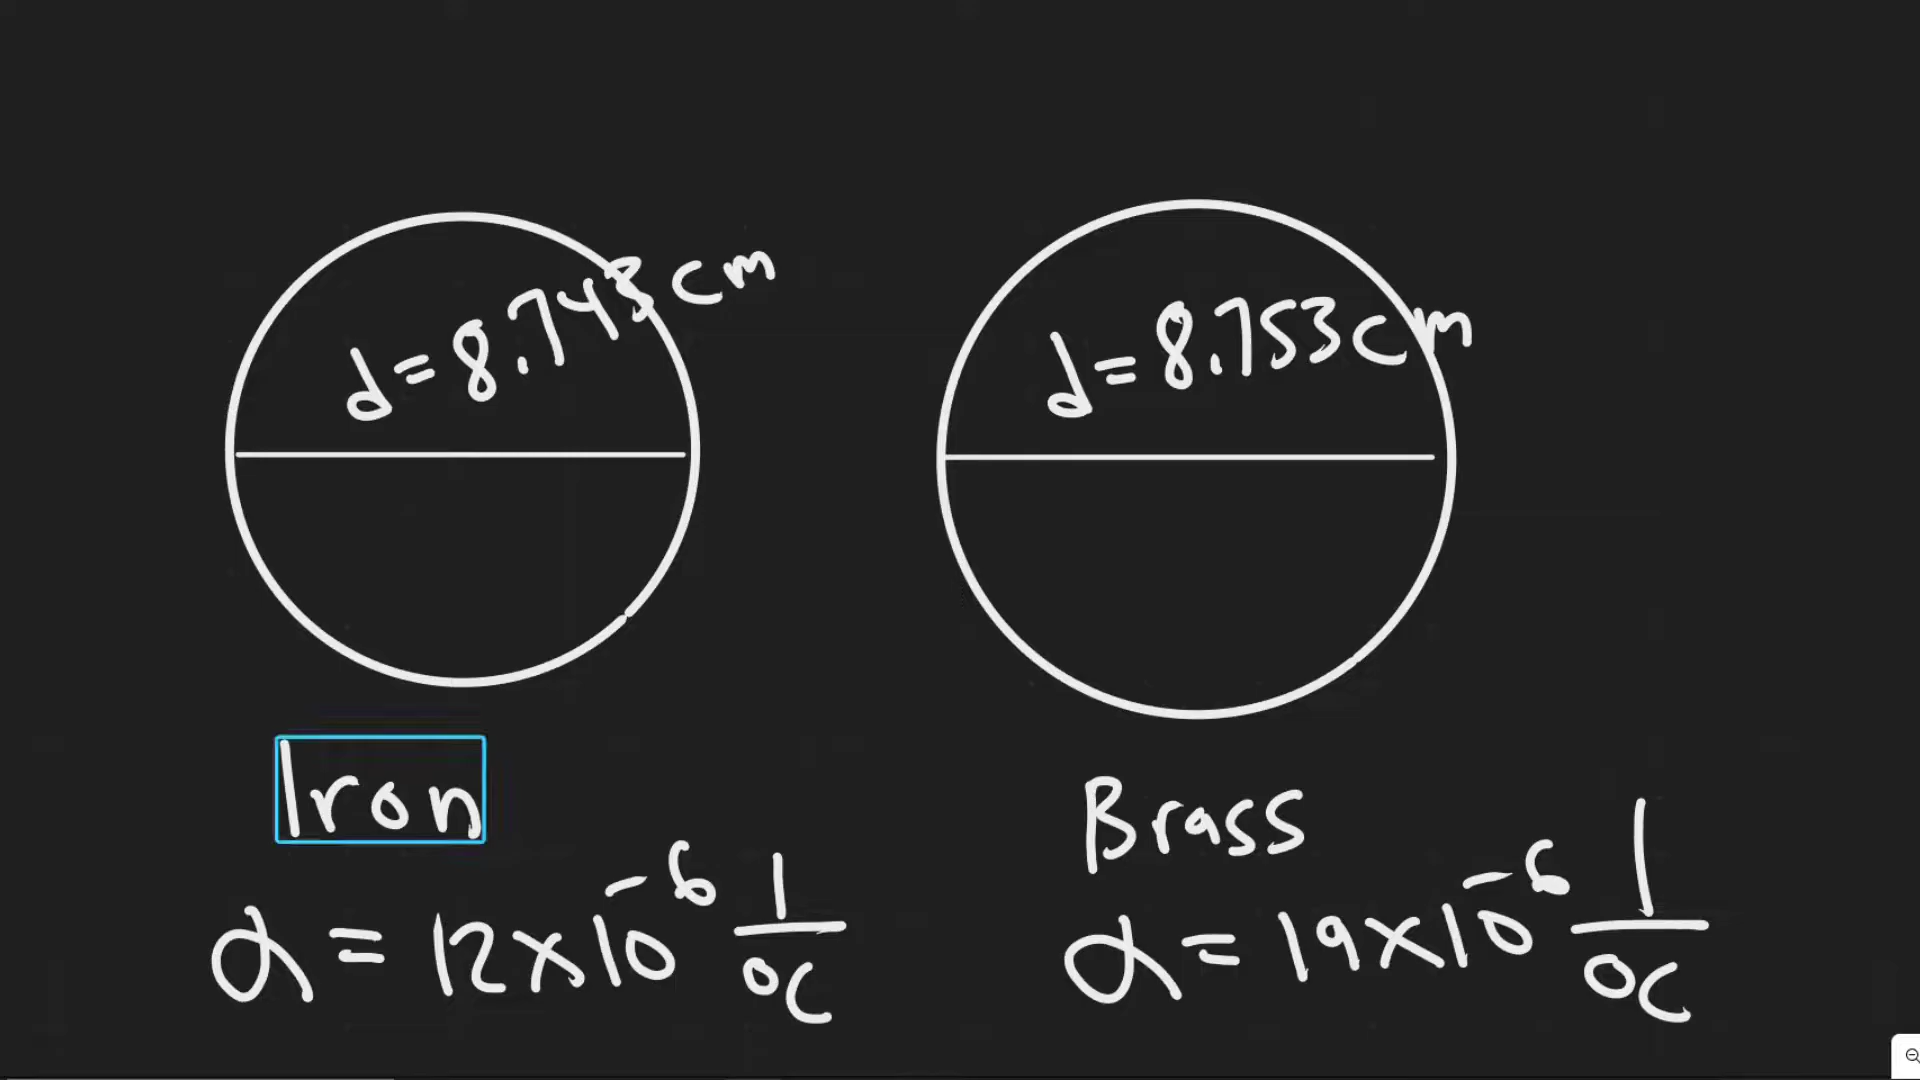 d=8.743cm
d=8.753cm
Iron
Brass
α = 12×10⁻⁶ 1/°C
α = 19×10⁻⁶ 1/°C